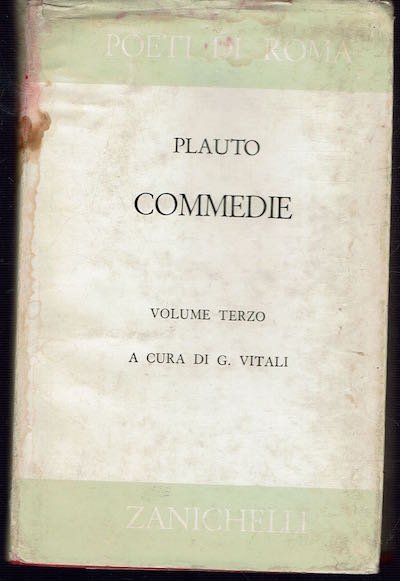 POETI DI ROMA
PLAUTO
COMMEDIE
VOLUME TERZO
A CURA DI G. VITALI
ZANICHELLI